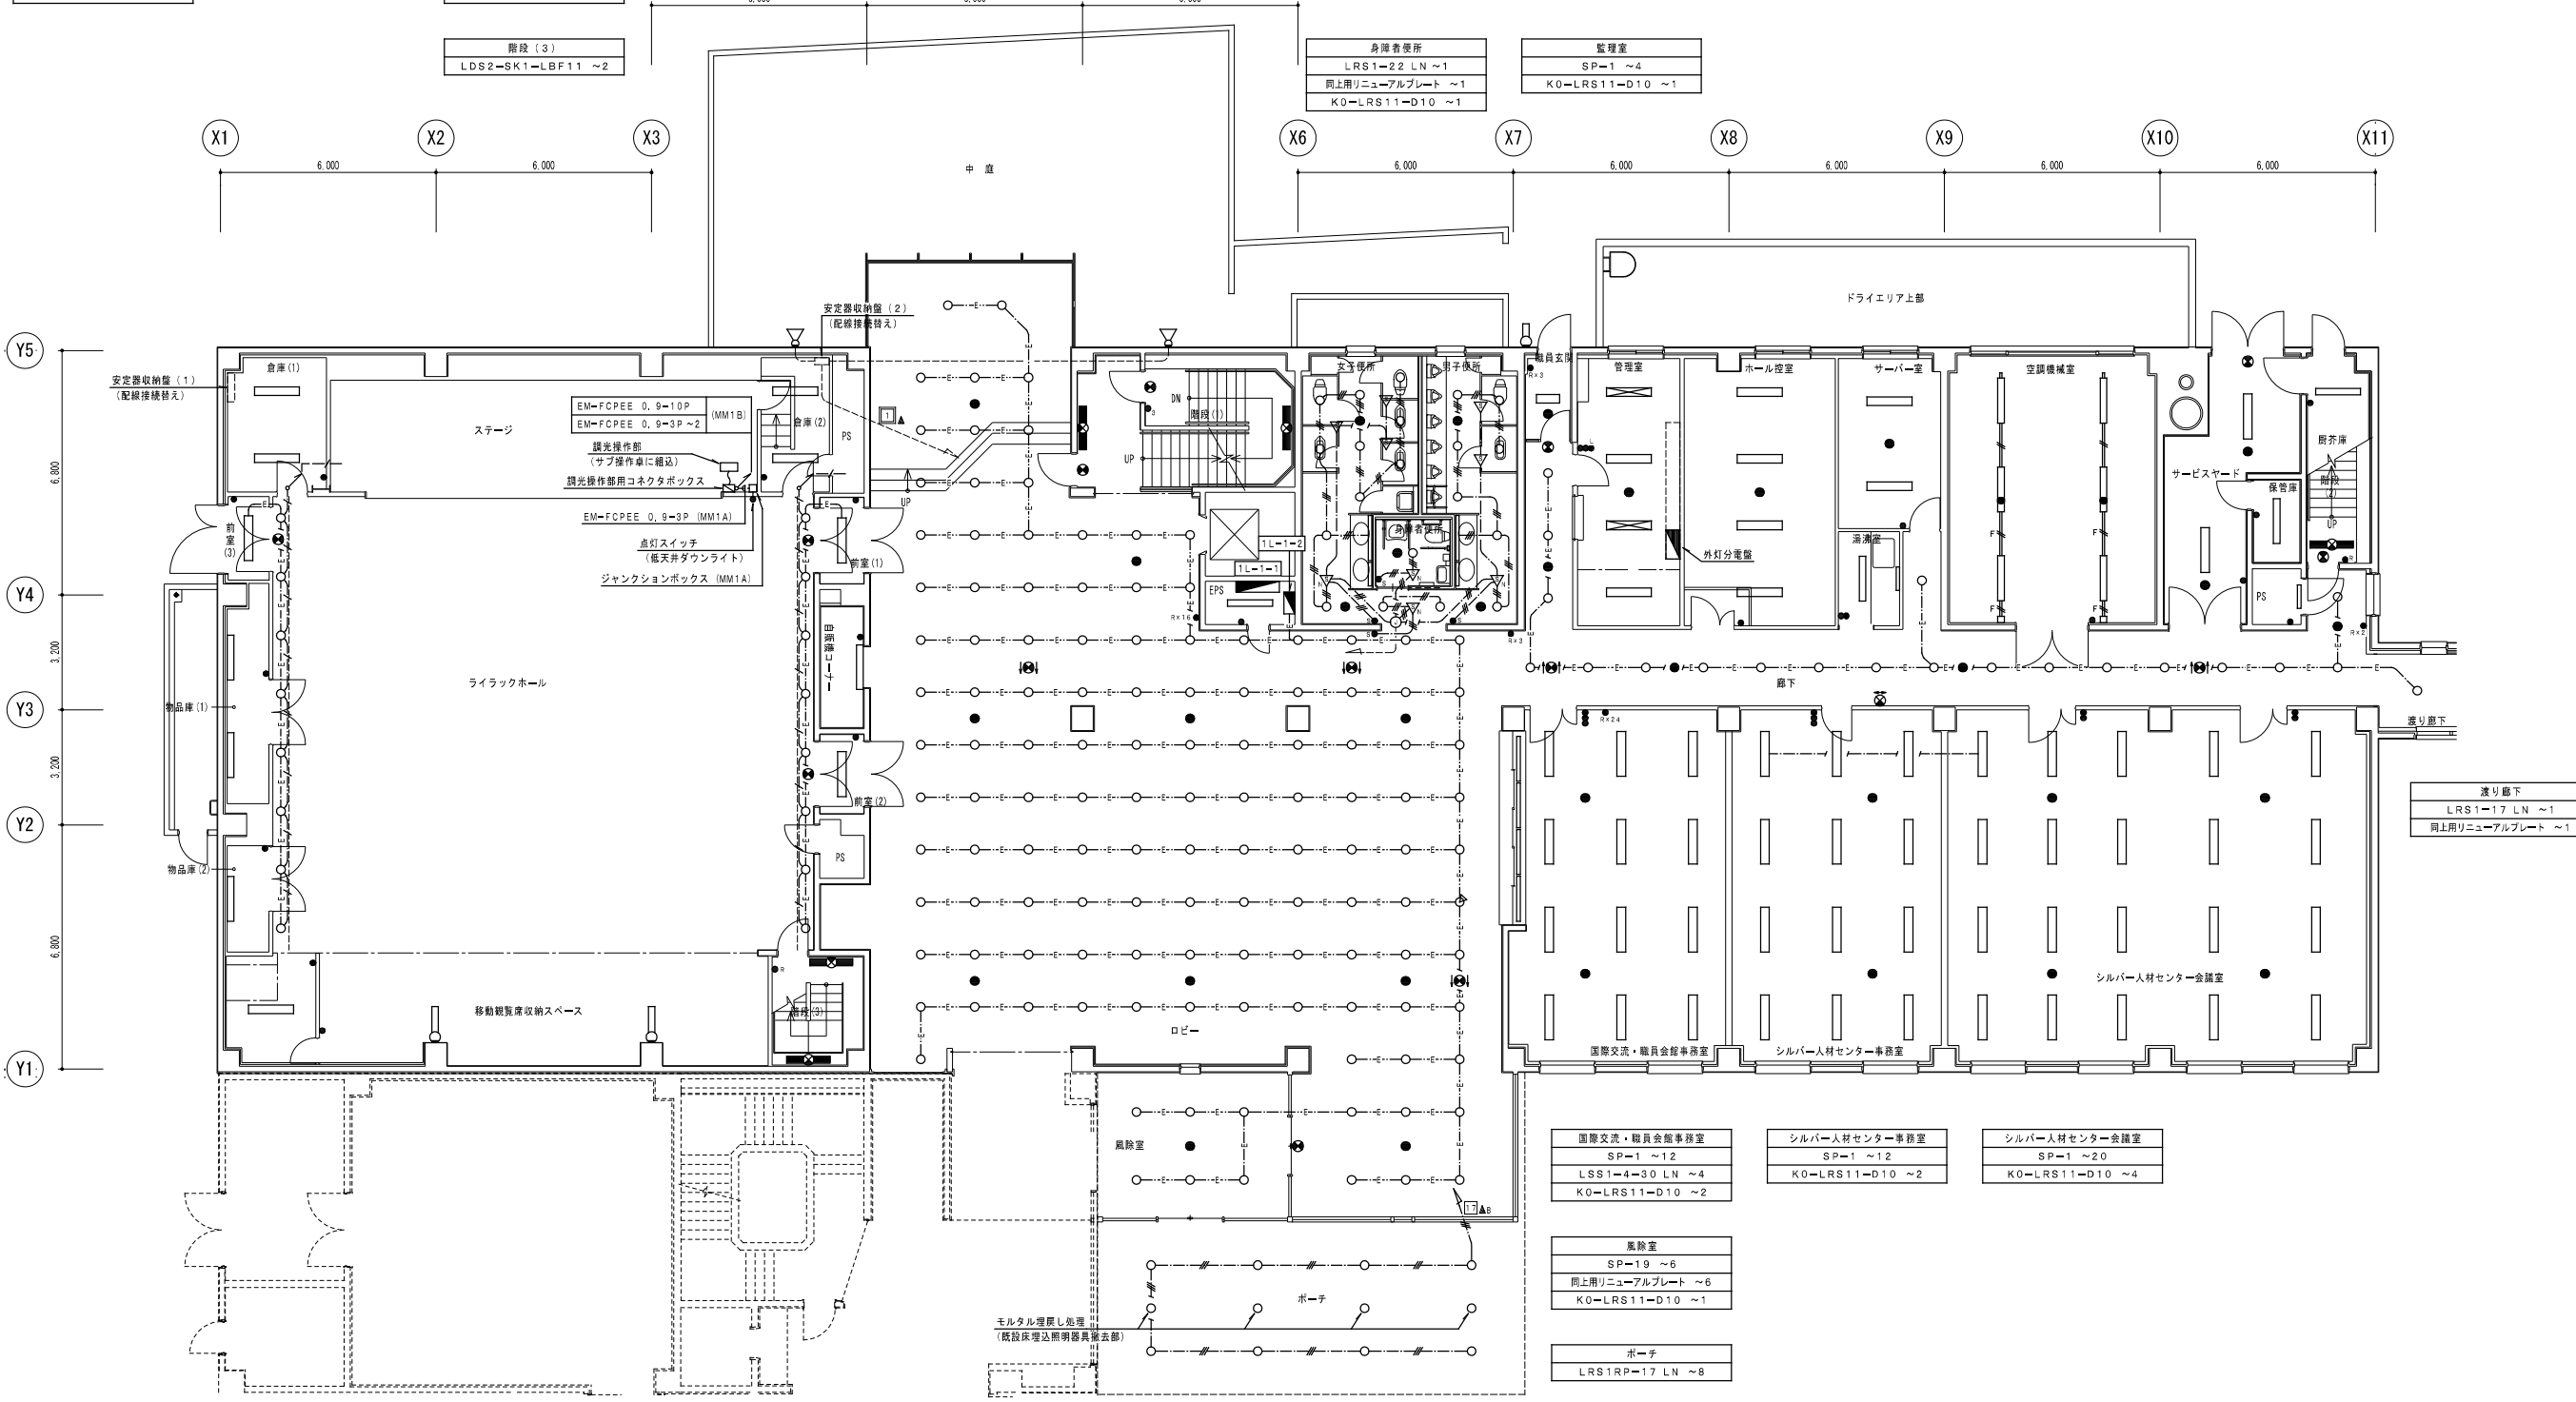 6,000
6,000
6,000
階段(3)
LDS2-SK1-LBF11 ~2
身障者便所
LRS1-22 LN ~1
同上用リニューアルプレート ~1
K0-LRS11-D10 ~1
監理室
SP-1 ~4
K0-LRS11-D10 ~1
X1
X2
X3
X6
X7
X8
X9
X10
X11
6,000
6,000
6,000
6,000
6,000
6,000
6,000
中 庭
ドライエリア上部
安定器収納盤(2)
(配線接続替え)
Y5
倉庫(1)
安定器収納盤(1)
(配線接続替え)
ステージ
EM-FCPEE 0.9-10P
EM-FCPEE 0.9-3P~2
(MM1B)
倉庫(2)
PS
調光操作部
(サブ操作卓に組込)
調光操作部用コネクタボックス
EM-FCPEE 0.9-3P (MM1A)
点灯スイッチ
(低天井ダウンライト)
ジャンクションボックス (MM1A)
1
UP
DN
階段(1)
UP
3
女子便所
男子便所
職員玄関
R×3
管理室
L
ホール控室
サーバー室
空調機械室
サービスヤード
厨芥庫
保管庫
階段
(2)
UP
R
6,800
前
室
(3)
前室(1)
身障者便所
1L-1-2
1L-1-1
EPS
外灯分電盤
湯沸室
PS
Y4
R×16
R×3
R×2
自販機コーナー
3,200
ライラックホール
廊下
物品庫(1)
Y3
R×24
渡り廊下
3,200
前室(2)
渡り廊下
LRS1-17 LN ~1
同上用リニューアルプレート ~1
Y2
PS
物品庫(2)
6,800
R
移動観覧席収納スペース
階段(3)
ロビー
シルバー人材センター会議室
国際交流・職員会館事務室
シルバー人材センター事務室
Y1
風除室
国際交流・職員会館事務室
SP-1 ~12
LSS1-4-30 LN ~4
K0-LRS11-D10 ~2
シルバー人材センター事務室
SP-1 ~12
K0-LRS11-D10 ~2
シルバー人材センター会議室
SP-1 ~20
K0-LRS11-D10 ~4
17
B
風除室
SP-19 ~6
同上用リニューアルプレート ~6
K0-LRS11-D10 ~1
ポーチ
モルタル埋戻し処理
(既設床埋込照明器具撤去部)
ポーチ
LRS1RP-17 LN ~8